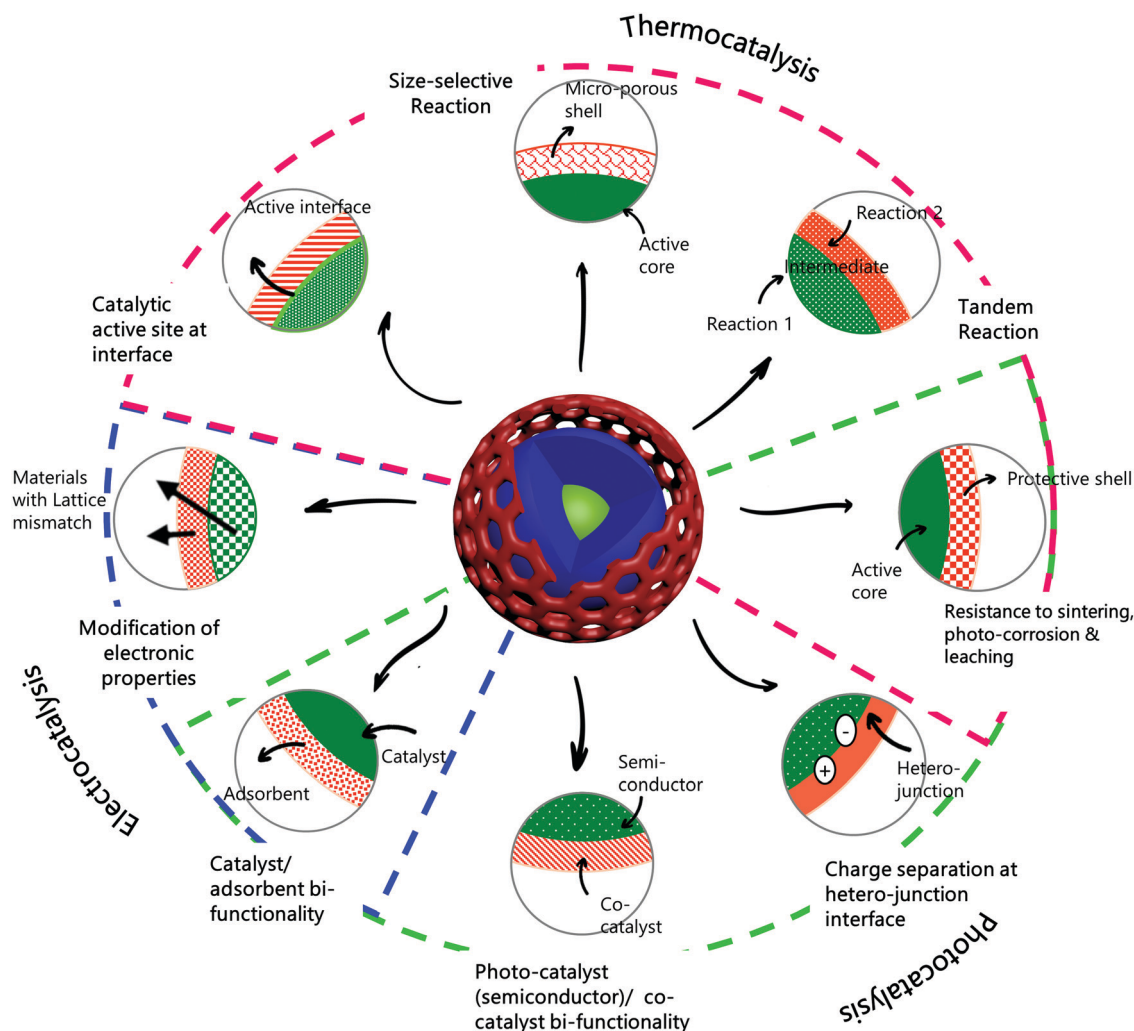 Thermocatalysis
Size-selective
Reaction
Micro-porous
shell
Active
core
Active interface
Catalytic
active site at
interface
Reaction 2
Intermediate
Reaction 1
Tandem
Reaction
Materials
with Lattice
mismatch
Modification of
electronic
properties
Protective shell
Active
core
Resistance to sintering,
photo-corrosion &
leaching
Electrocatalysis
Catalyst
Adsorbent
Catalyst/
adsorbent bi-
functionality
Semi-
conductor
Co-
catalyst
Photo-catalyst
(semiconductor)/ co-
catalyst bi-functionality
-
+
Hetero-
junction
Charge separation at
hetero-junction
interface
Photocatalysis